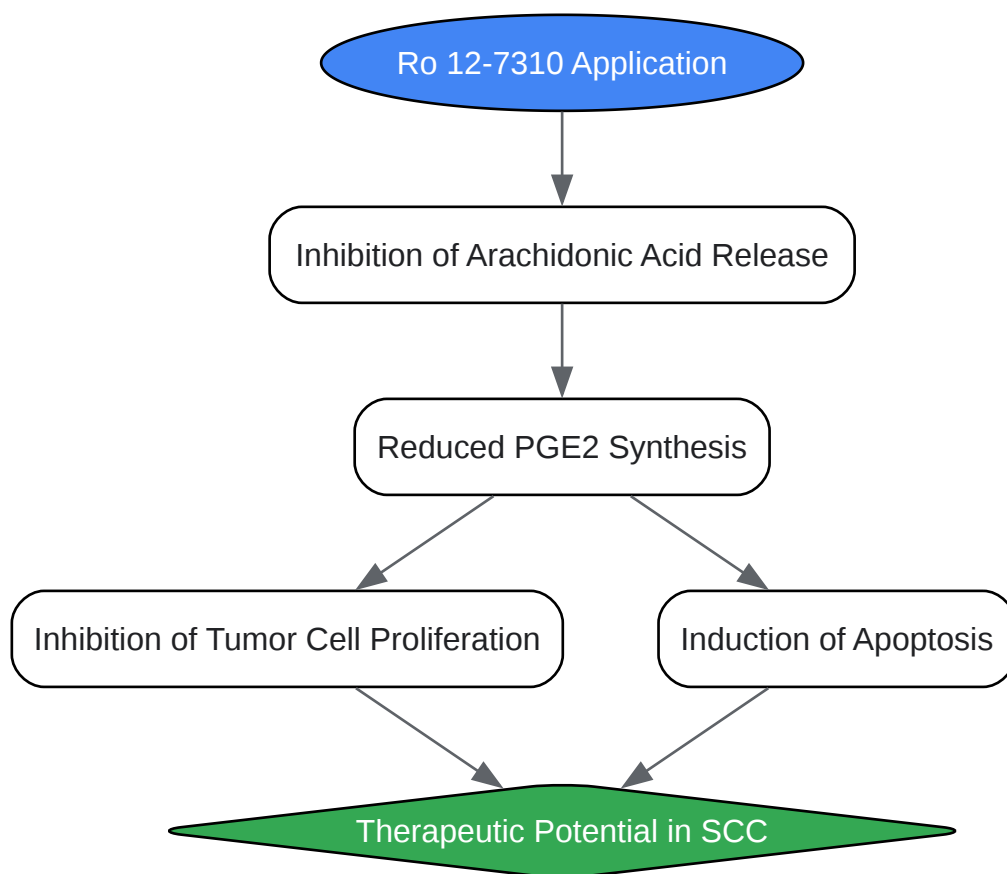 Ro 12-7310 Application
Inhibition of Arachidonic Acid Release
Reduced PGE2 Synthesis
Inhibition of Tumor Cell Proliferation
Induction of Apoptosis
Therapeutic Potential in SCC